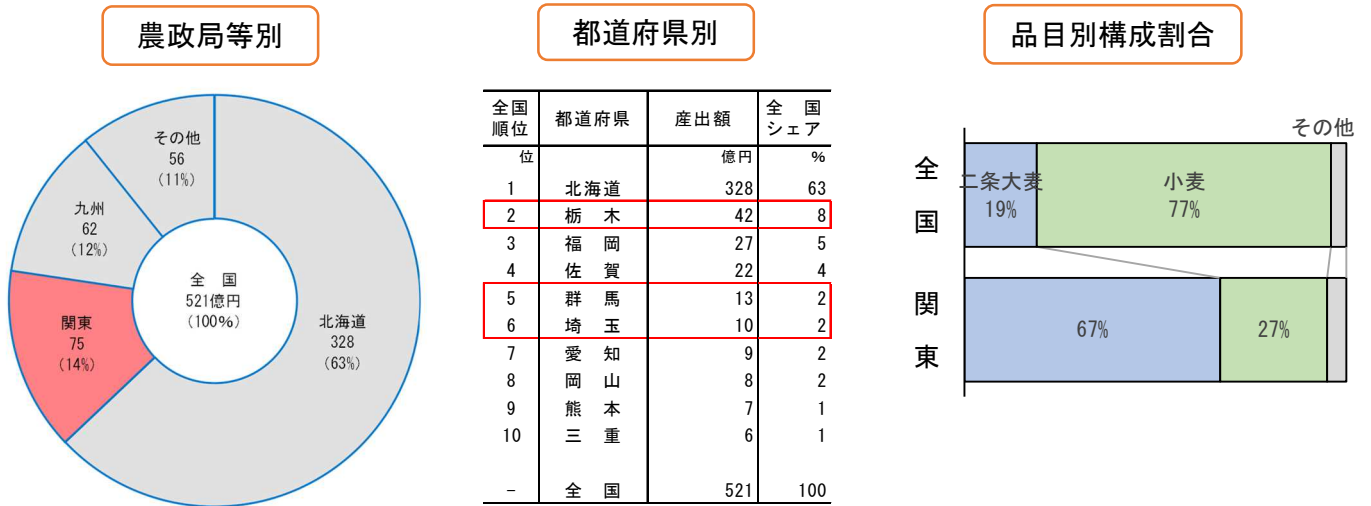 農政局等別
その他
56
(11%)
九州
62
(12%)
関東
75
(14%)
全 国
521億円
(100%)
北海道
328
(63%)
都道府県別
全国順位 都道府県 産出額 全国シェア
位 億円 %
1 北海道 328 63
2 栃 木 42 8
3 福 岡 27 5
4 佐 賀 22 4
5 群 馬 13 2
6 埼 玉 10 2
7 愛 知 9 2
8 岡 山 8 2
9 熊 本 7 1
10 三 重 6 1
- 全 国 521 100
品目別構成割合
その他
全国
二条大麦
19%
小麦
77%
関東
67%
27%